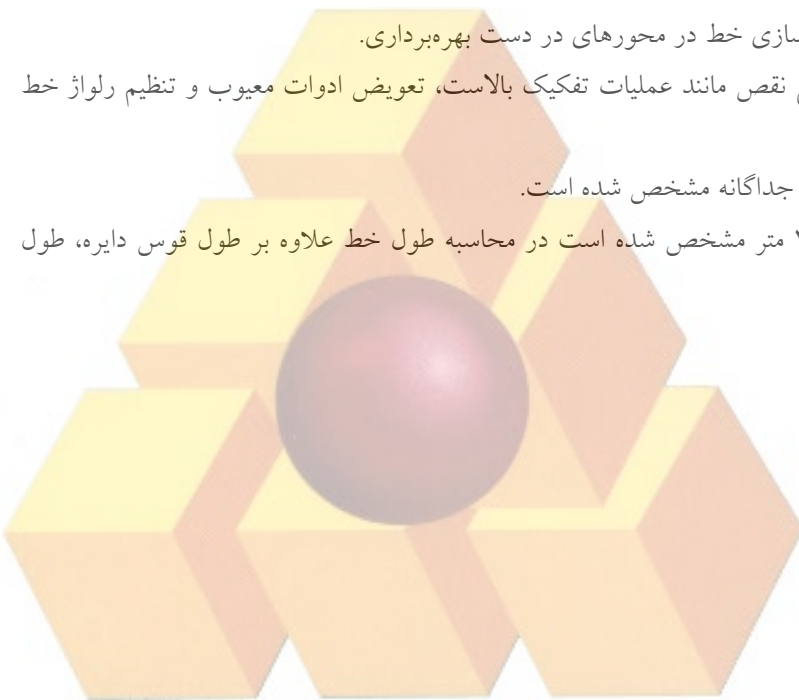 سازی خط در محورهای در دست بهره‌برداری.
نقص مانند عملیات تفکیک بالاست، تعویض ادوات معیوب و تنظیم رلواژ خط
جداگانه مشخص شده است.
متر مشخص شده است در محاسبه طول خط علاوه بر طول قوس دایره، طول